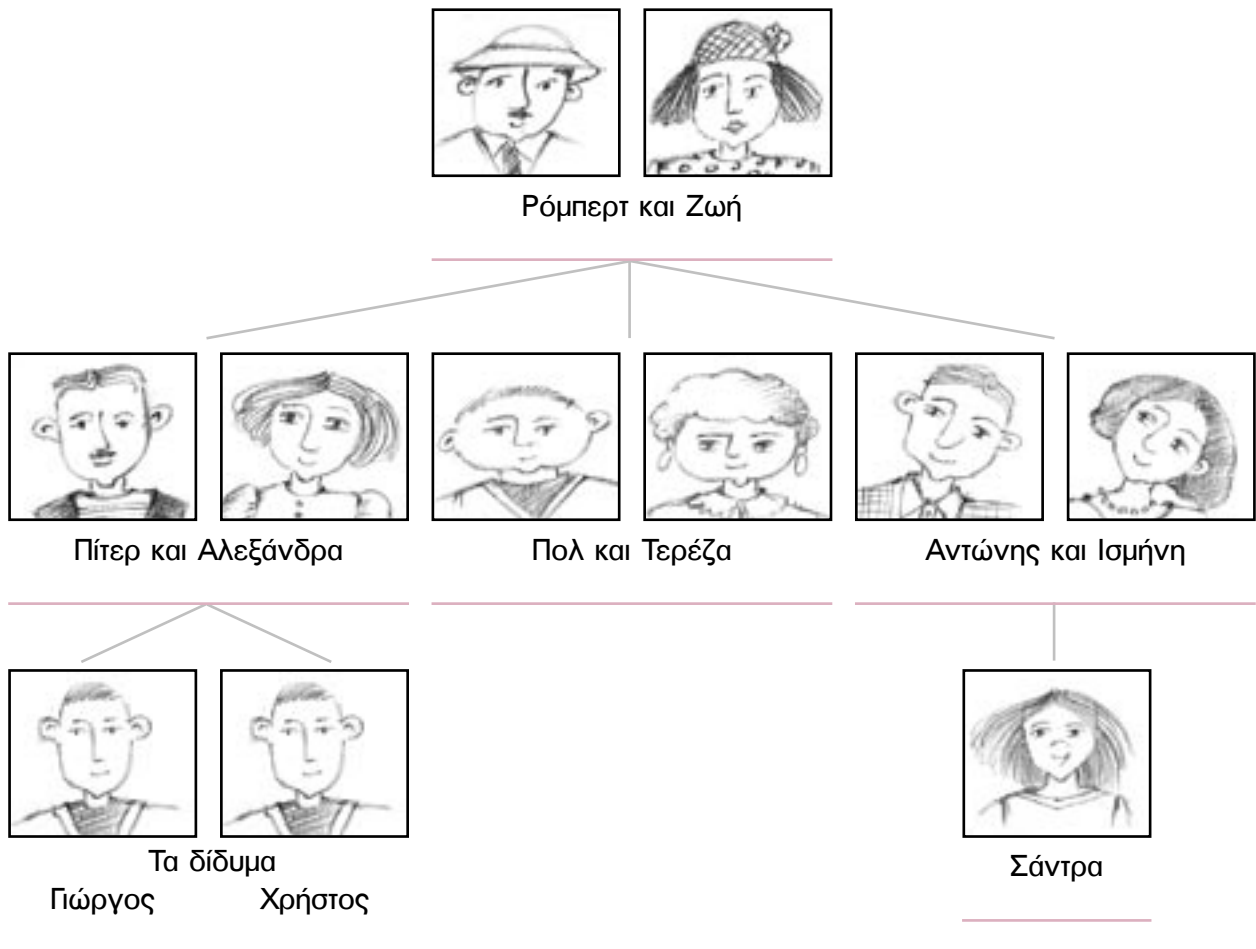 Ρόμπερτ και Ζωή
Πίτερ και Αλεξάνδρα
Πολ και Τερέζα
Αντώνης και Ισμήνη
Τα δίδυμα
Γιώργος
Χρήστος
Σάντρα